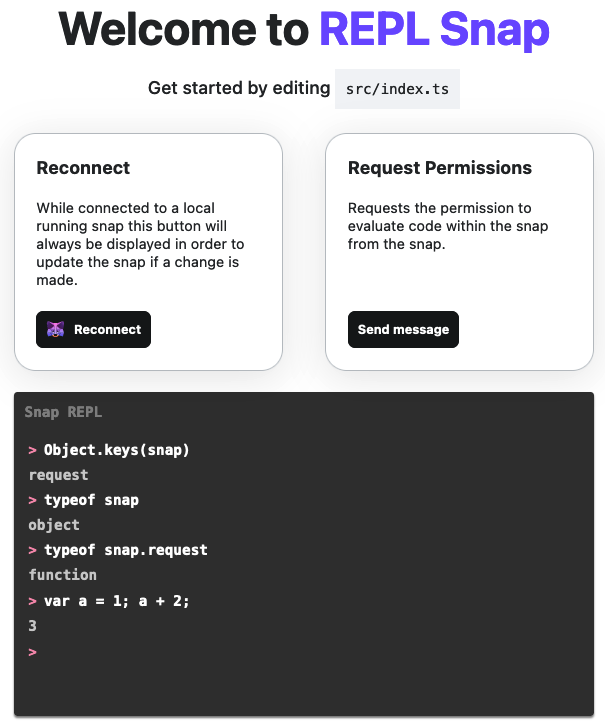 Welcome to REPL Snap
Get started by editing src/index.ts
Reconnect
While connected to a local
running snap this button will
always be displayed in order to
update the snap if a change is
made.
Reconnect
Request Permissions
Requests the permission to
evaluate code within the snap
from the snap.
Send message
Snap REPL
> Object.keys(snap)
request
> typeof snap
object
> typeof snap.request
function
> var a = 1; a + 2;
3
>